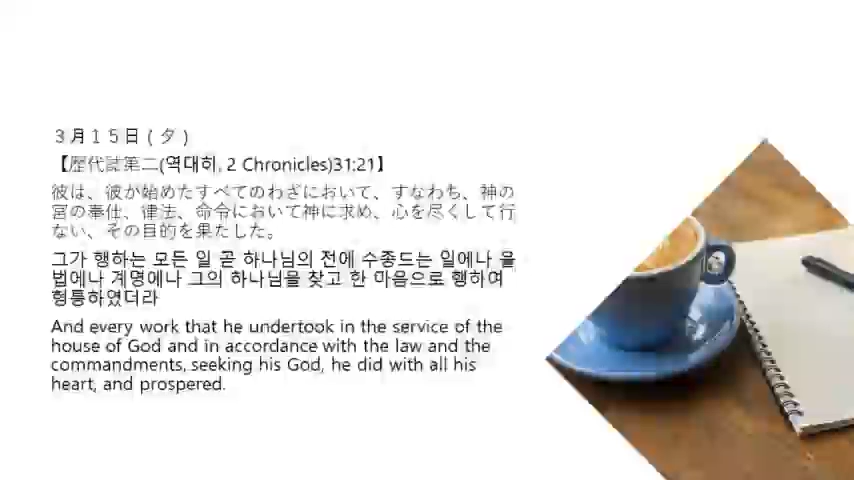 ３月１５日(夕)
【歴代誌第二(역대하, 2 Chronicles)31:21】
彼は、彼が始めたすべてのわざにおいて、すなわち、神の
宮の奉仕、律法、命令において神に求め、心を尽くして行
ない、その目的を果たした。
그가 행하는 모든 일 곧 하나님의 전에 수종드는 일에나 율
법에나 계명에나 그의 하나님을 찾고 한 마음으로 행하여
형통하였더라
And every work that he undertook in the service of the
house of God and in accordance with the law and the
commandments, seeking his God, he did with all his
heart, and prospered.